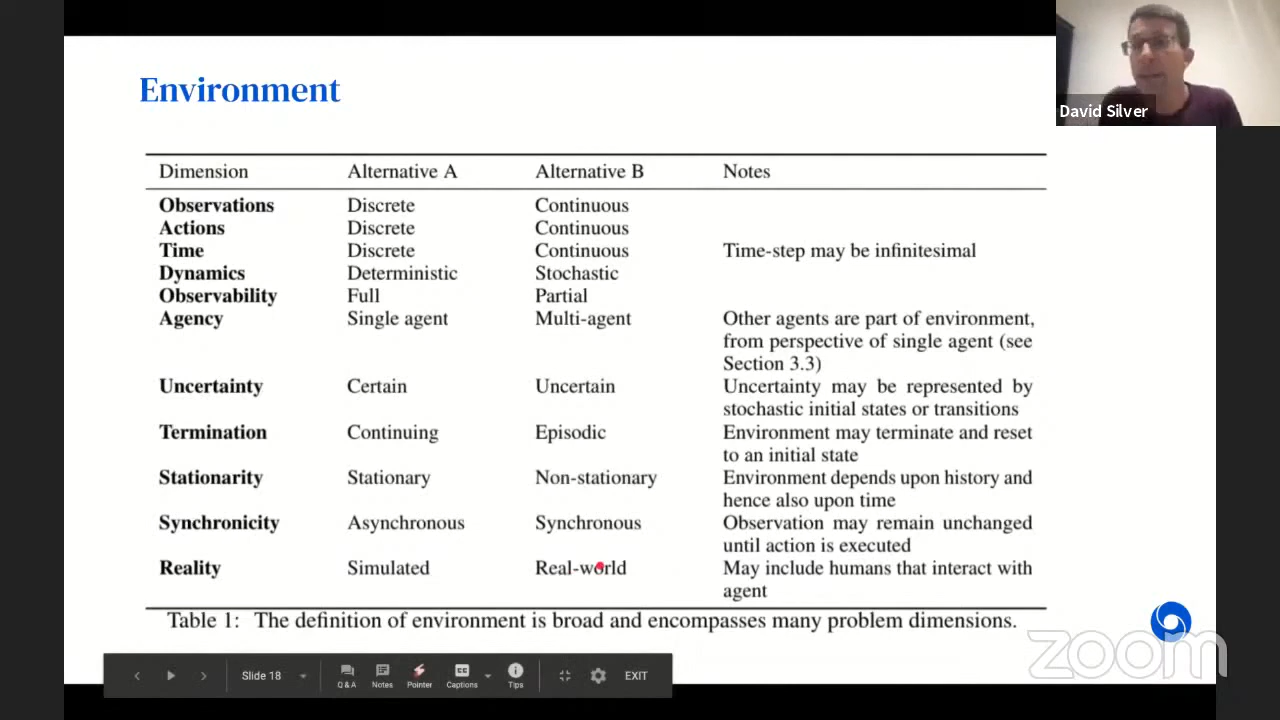 Environment
David Silver
Dimension Alternative A Alternative B Notes
Observations Discrete Continuous
Actions Discrete Continuous
Time Discrete Continuous Time-step may be infinitesimal
Dynamics Deterministic Stochastic
Observability Full Partial
Agency Single agent Multi-agent Other agents are part of environment,
from perspective of single agent (see
Section 3.3)
Uncertainty Certain Uncertain Uncertainty may be represented by
stochastic initial states or transitions
Termination Continuing Episodic Environment may terminate and reset
to an initial state
Stationarity Stationary Non-stationary Environment depends upon history and
hence also upon time
Synchronicity Asynchronous Synchronous Observation may remain unchanged
until action is executed
Reality Simulated Real-world May include humans that interact with
agent
Table 1: The definition of environment is broad and encompasses many problem dimensions.
zoom
Slide 18 Q & A Notes Pointer CC Captions Tips EXIT